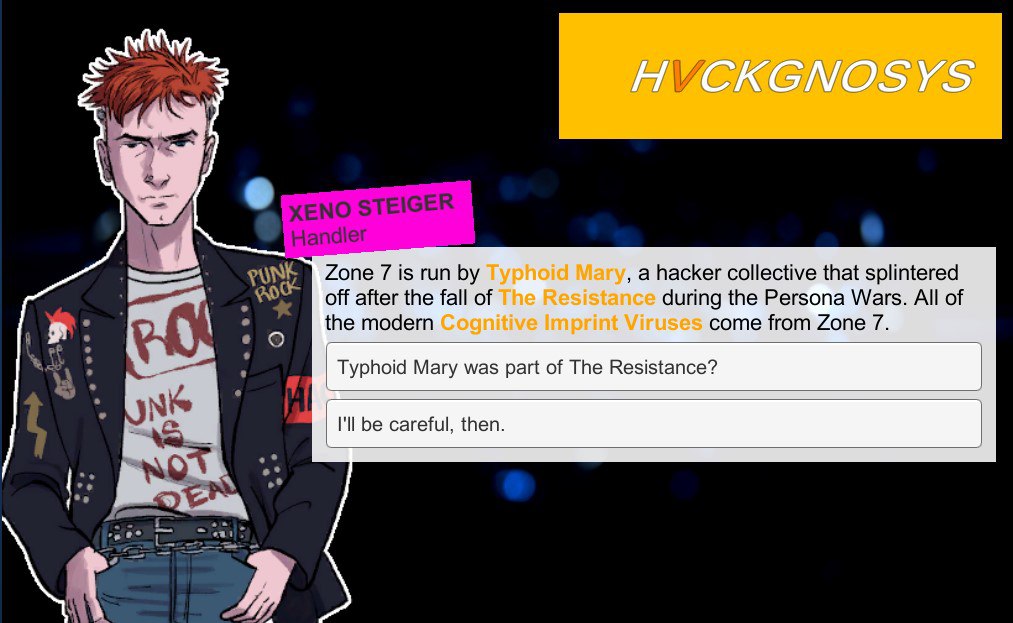 HVCKGNOSYS
XENO STEIGER
Handler
Zone 7 is run by Typhoid Mary, a hacker collective that splintered
off after the fall of The Resistance during the Persona Wars. All of
the modern Cognitive Imprint Viruses come from Zone 7.
Typhoid Mary was part of The Resistance?
I'll be careful, then.
PUNK
ROCK
IS
NOT